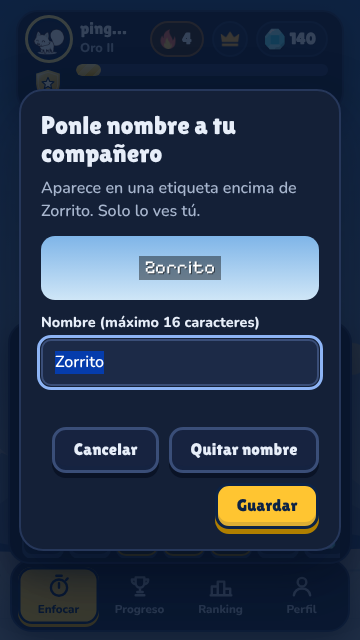 ping...
Oro II
4
140
Ponle nombre a tu
compañero
Aparece en una etiqueta encima de
Zorrito. Solo lo ves tú.
Zorrito
Nombre (máximo 16 caracteres)
Zorrito
Cancelar
Quitar nombre
Guardar
Enfocar
Progreso
Ranking
Perfil